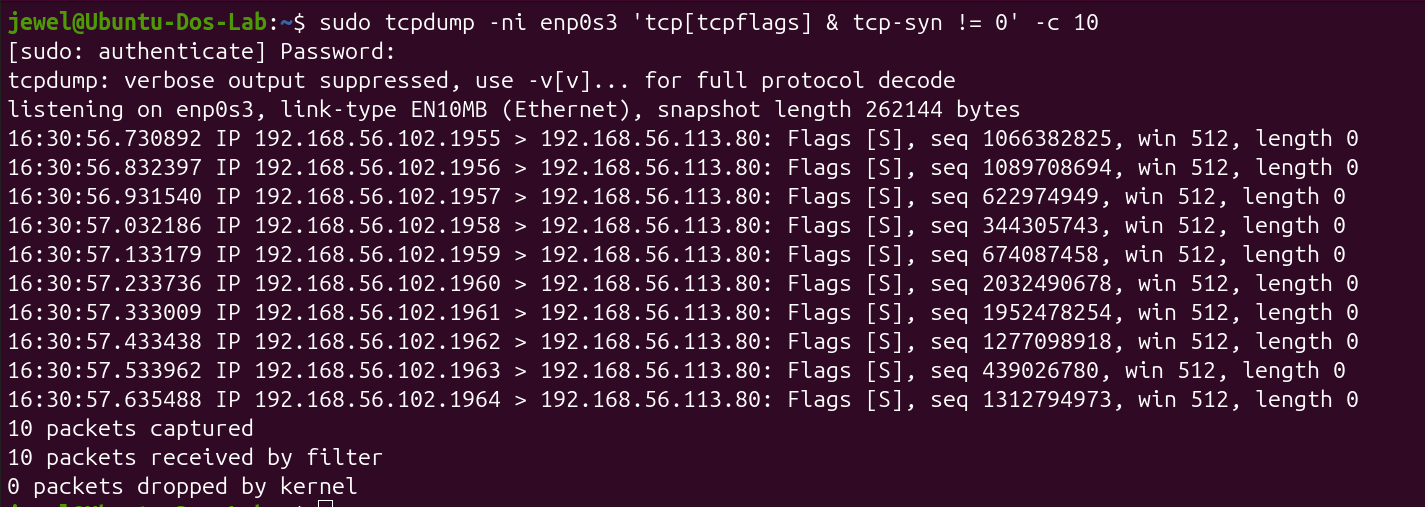 jewel@Ubuntu-Dos-Lab:~$ sudo tcpdump -ni enp0s3 'tcp[tcpflags] & tcp-syn != 0' -c 10
[sudo: authenticate] Password:
tcpdump: verbose output suppressed, use -v[v]... for full protocol decode
listening on enp0s3, link-type EN10MB (Ethernet), snapshot length 262144 bytes
16:30:56.730892 IP 192.168.56.102.1955 > 192.168.56.113.80: Flags [S], seq 1066382825, win 512, length 0
16:30:56.832397 IP 192.168.56.102.1956 > 192.168.56.113.80: Flags [S], seq 1089708694, win 512, length 0
16:30:56.931540 IP 192.168.56.102.1957 > 192.168.56.113.80: Flags [S], seq 622974949, win 512, length 0
16:30:57.032186 IP 192.168.56.102.1958 > 192.168.56.113.80: Flags [S], seq 344305743, win 512, length 0
16:30:57.133179 IP 192.168.56.102.1959 > 192.168.56.113.80: Flags [S], seq 674087458, win 512, length 0
16:30:57.233736 IP 192.168.56.102.1960 > 192.168.56.113.80: Flags [S], seq 2032490678, win 512, length 0
16:30:57.333009 IP 192.168.56.102.1961 > 192.168.56.113.80: Flags [S], seq 1952478254, win 512, length 0
16:30:57.433438 IP 192.168.56.102.1962 > 192.168.56.113.80: Flags [S], seq 1277098918, win 512, length 0
16:30:57.533962 IP 192.168.56.102.1963 > 192.168.56.113.80: Flags [S], seq 439026780, win 512, length 0
16:30:57.635488 IP 192.168.56.102.1964 > 192.168.56.113.80: Flags [S], seq 1312794973, win 512, length 0
10 packets captured
10 packets received by filter
0 packets dropped by kernel